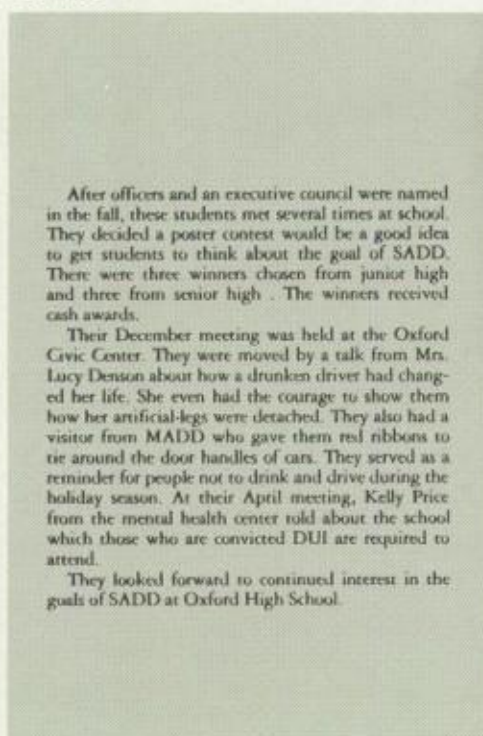 After officers and an executive council were named
in the fall, these students met several times at school.
They decided a poster contest would be a good idea
to get students to think about the goal of SADD.
There were three winners chosen from junior high
and three from senior high . The winners received
cash awards.
Their December meeting was held at the Oxford
Civic Center. They were moved by a talk from Mrs.
Lucy Denson about how a drunken driver had chang-
ed her life. She even had the courage to show them
how her artificial-legs were detached. They also had a
visitor from MADD who gave them red ribbons to
tie around the door handles of cars. They served as a
reminder for people not to drink and drive during the
holiday season. At their April meeting, Kelly Price
from the mental health center told about the school
which those who are convicted DUI are required to
attend.
They looked forward to continued interest in the
goals of SADD at Oxford High School.